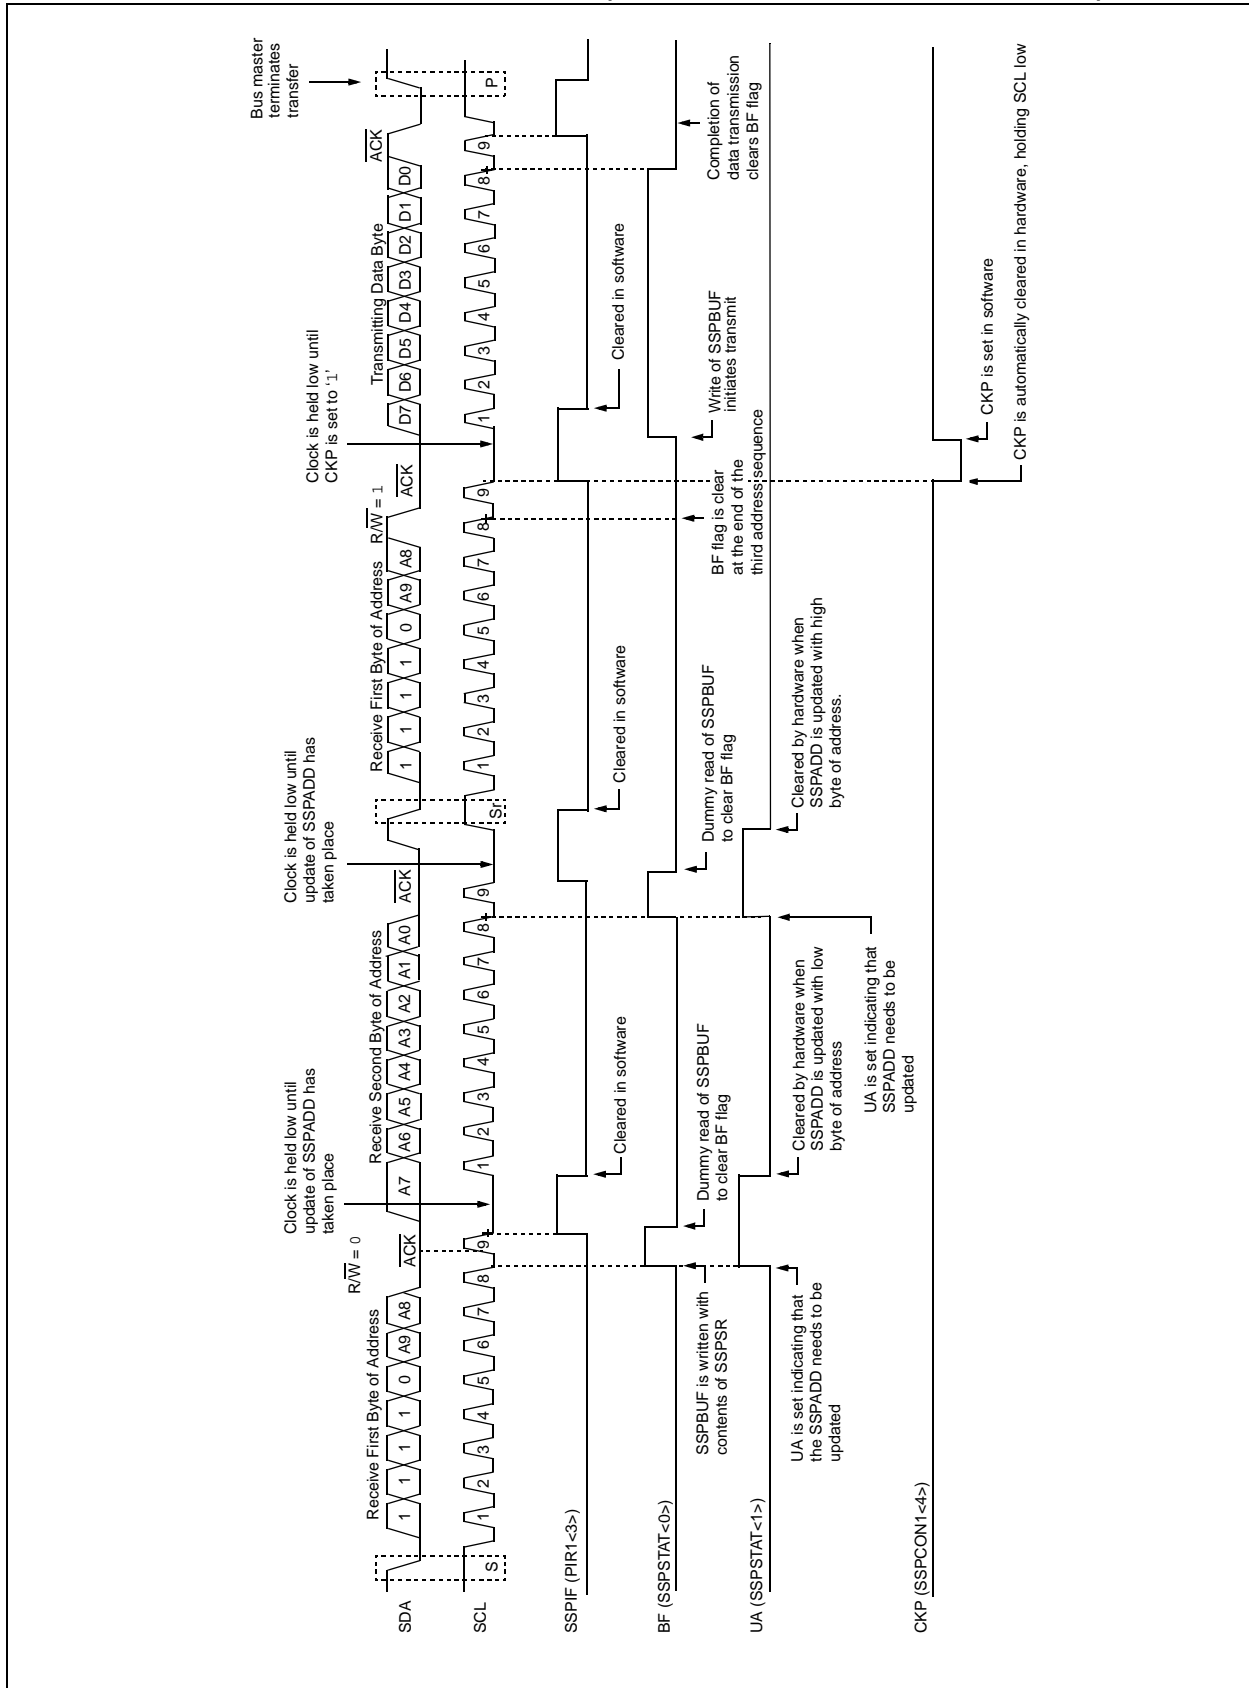 Bus master
terminates
transfer
Clock is held low until
CKP is set to ‘1’
Clock is held low until
update of SSPADD has
taken place
Clock is held low until
update of SSPADD has
taken place
R/W = 0
R/W = 1
Receive First Byte of Address
ACK
Receive Second Byte of Address
ACK
Receive First Byte of Address
ACK
Transmitting Data Byte
ACK
SDA
1 1 1 1 0 A9 A8
A7 A6 A5 A4 A3 A2 A1 A0
1 1 1 1 0 A9 A8
D7 D6 D5 D4 D3 D2 D1 D0
SCL
S 1 2 3 4 5 6 7 8 9
1 2 3 4 5 6 7 8 9
Sr 1 2 3 4 5 6 7 8 9
1 2 3 4 5 6 7 8 9 P
SSPIF (PIR1<3>)
Cleared in software
Cleared in software
Cleared in software
BF (SSPSTAT<0>)
SSPBUF is written with
contents of SSPSR
Dummy read of SSPBUF
to clear BF flag
Dummy read of SSPBUF
to clear BF flag
BF flag is clear
at the end of the
third address sequence
Write of SSPBUF
initiates transmit
Completion of
data transmission
clears BF flag
UA (SSPSTAT<1>)
UA is set indicating that
the SSPADD needs to be
updated
Cleared by hardware when
SSPADD is updated with low
byte of address
UA is set indicating that
SSPADD needs to be
updated
Cleared by hardware when
SSPADD is updated with high
byte of address.
CKP (SSPCON1<4>)
CKP is set in software
CKP is automatically cleared in hardware, holding SCL low